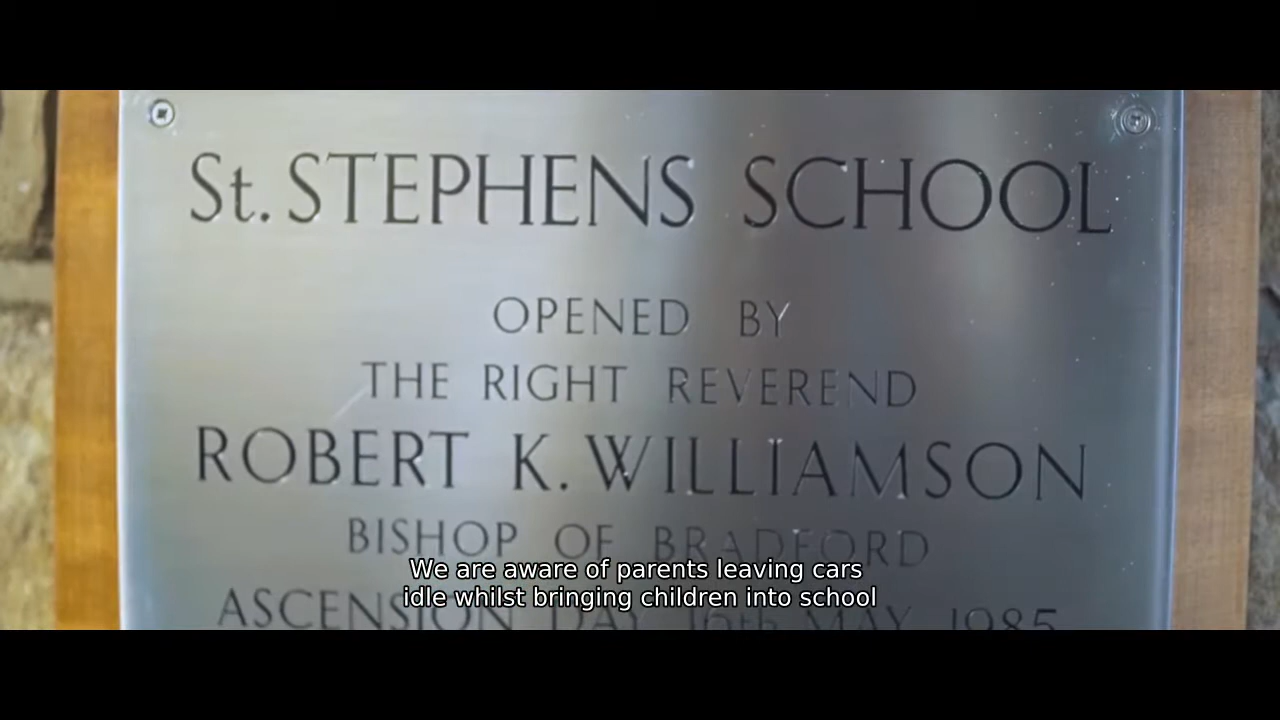 St. STEPHENS SCHOOL
OPENED BY
THE RIGHT REVEREND
ROBERT K. WILLIAMSON
BISHOP OF BRADFORD
We are aware of parents leaving cars
idle whilst bringing children into school
ASCENSION DAY 16th MAY 1985